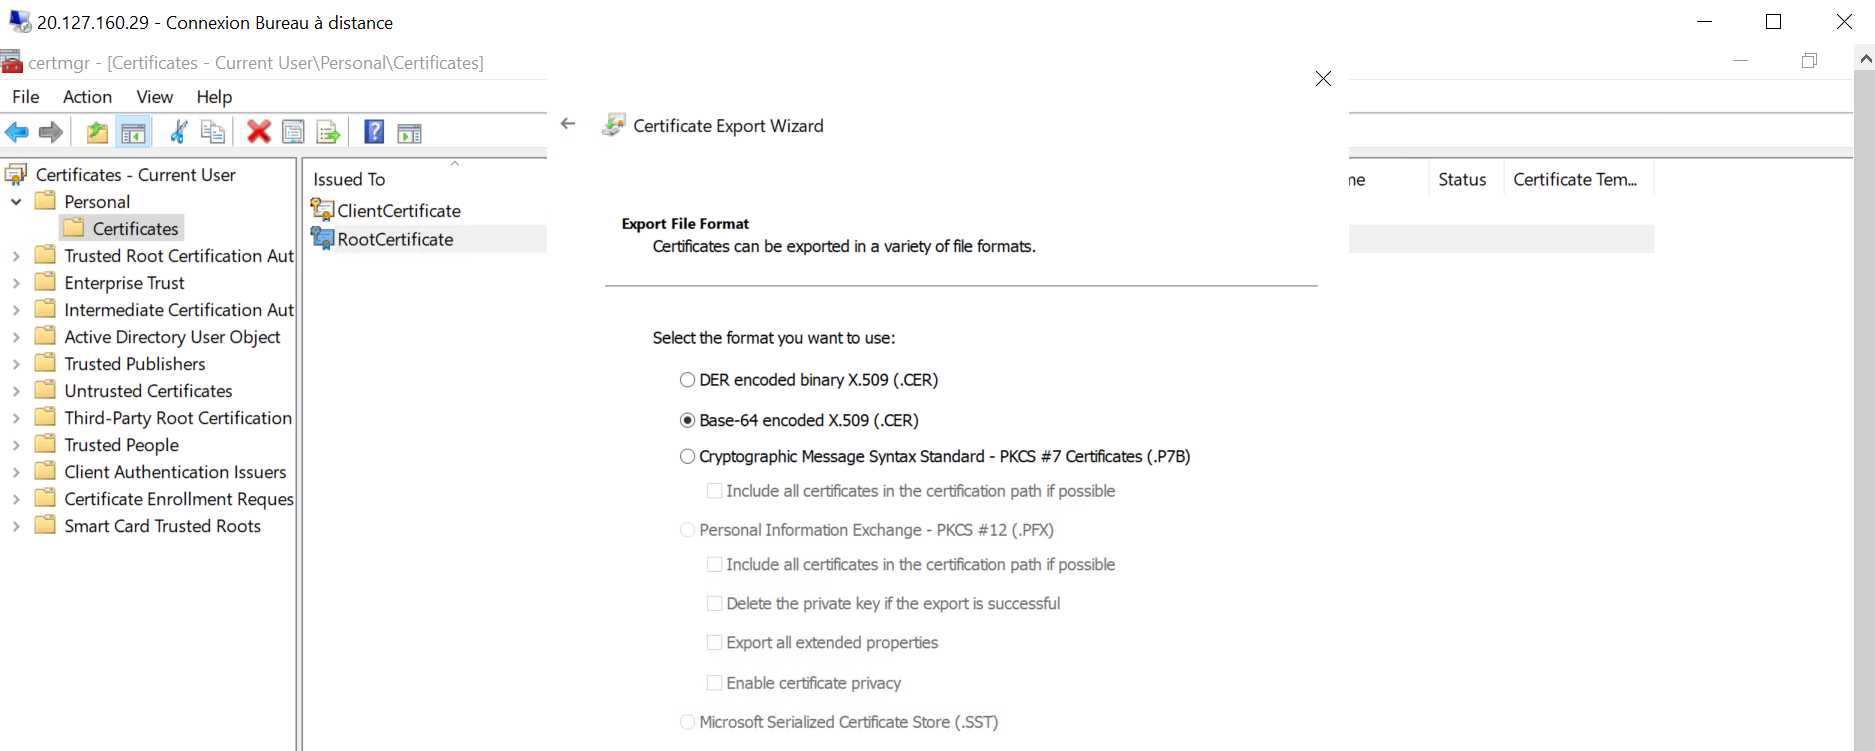 20.127.160.29 - Connexion Bureau à distance
certmgr - [Certificates - Current User\Personal\Certificates]
File Action View Help
Certificate Export Wizard
Certificates - Current User
Personal
Certificates
Trusted Root Certification Aut
Enterprise Trust
Intermediate Certification Aut
Active Directory User Object
Trusted Publishers
Untrusted Certificates
Third-Party Root Certification
Trusted People
Client Authentication Issuers
Certificate Enrollment Reques
Smart Card Trusted Roots
Issued To
ClientCertificate
RootCertificate
Export File Format
Certificates can be exported in a variety of file formats.
Select the format you want to use:
DER encoded binary X.509 (.CER)
Base-64 encoded X.509 (.CER)
Cryptographic Message Syntax Standard - PKCS #7 Certificates (.P7B)
Include all certificates in the certification path if possible
Personal Information Exchange - PKCS #12 (.PFX)
Include all certificates in the certification path if possible
Delete the private key if the export is successful
Export all extended properties
Enable certificate privacy
Microsoft Serialized Certificate Store (.SST)
me Status Certificate Tem...